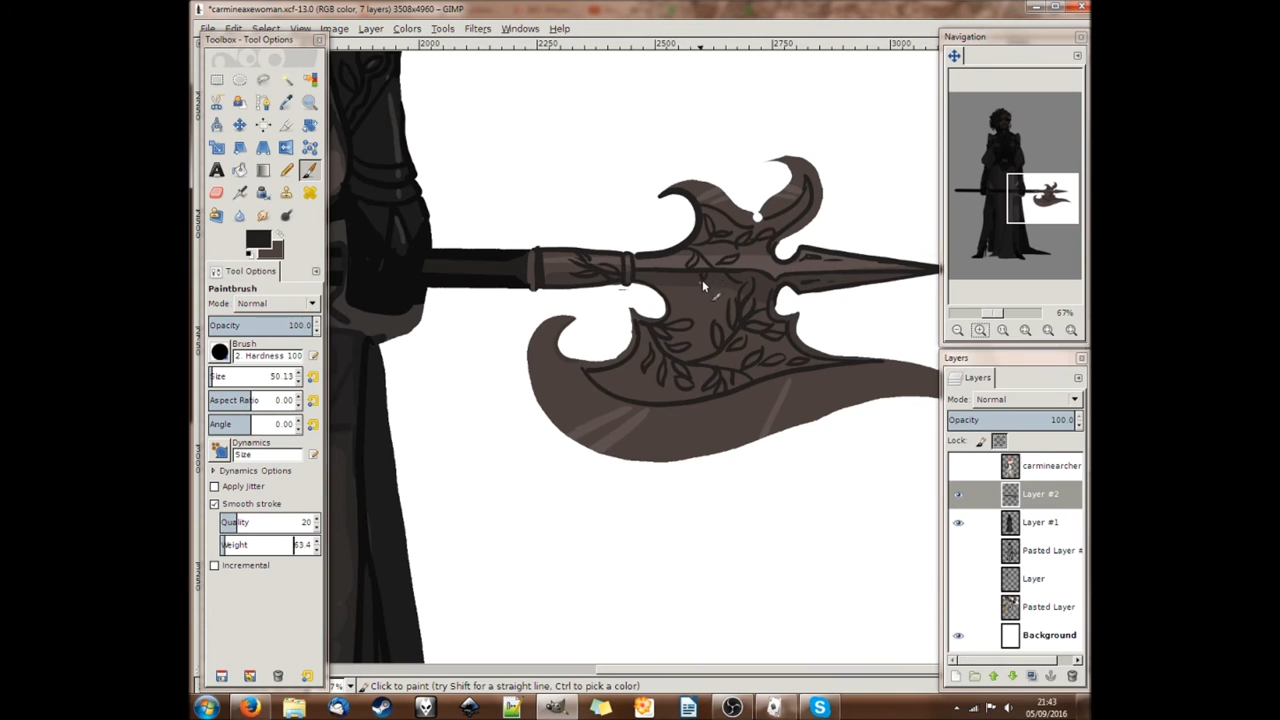 *carmineaxewoman.xcf-13.0 (RGB color, 7 layers) 3508x4960 – GIMP
File Edit Select View Image Layer Colors Tools Filters Windows Help
Toolbox - Tool Options
2000 2250 2500 2750 3000
Tool Options
Paintbrush
Mode: Normal
Opacity 100.0
Brush
2. Hardness 100
Size 50.13
Aspect Ratio 0.00
Angle 0.00
Dynamics
Size
Dynamics Options
Apply Jitter
Smooth stroke
Quality 20
Weight 63.4
Incremental
Navigation
67%
Layers
Layers
Mode: Normal
Opacity 100.0
Lock:
carminearcher
Layer #2
Layer #1
Pasted Layer #
Layer
Pasted Layer
Background
7% Click to paint (try Shift for a straight line, Ctrl to pick a color)
21:43
05/09/2016